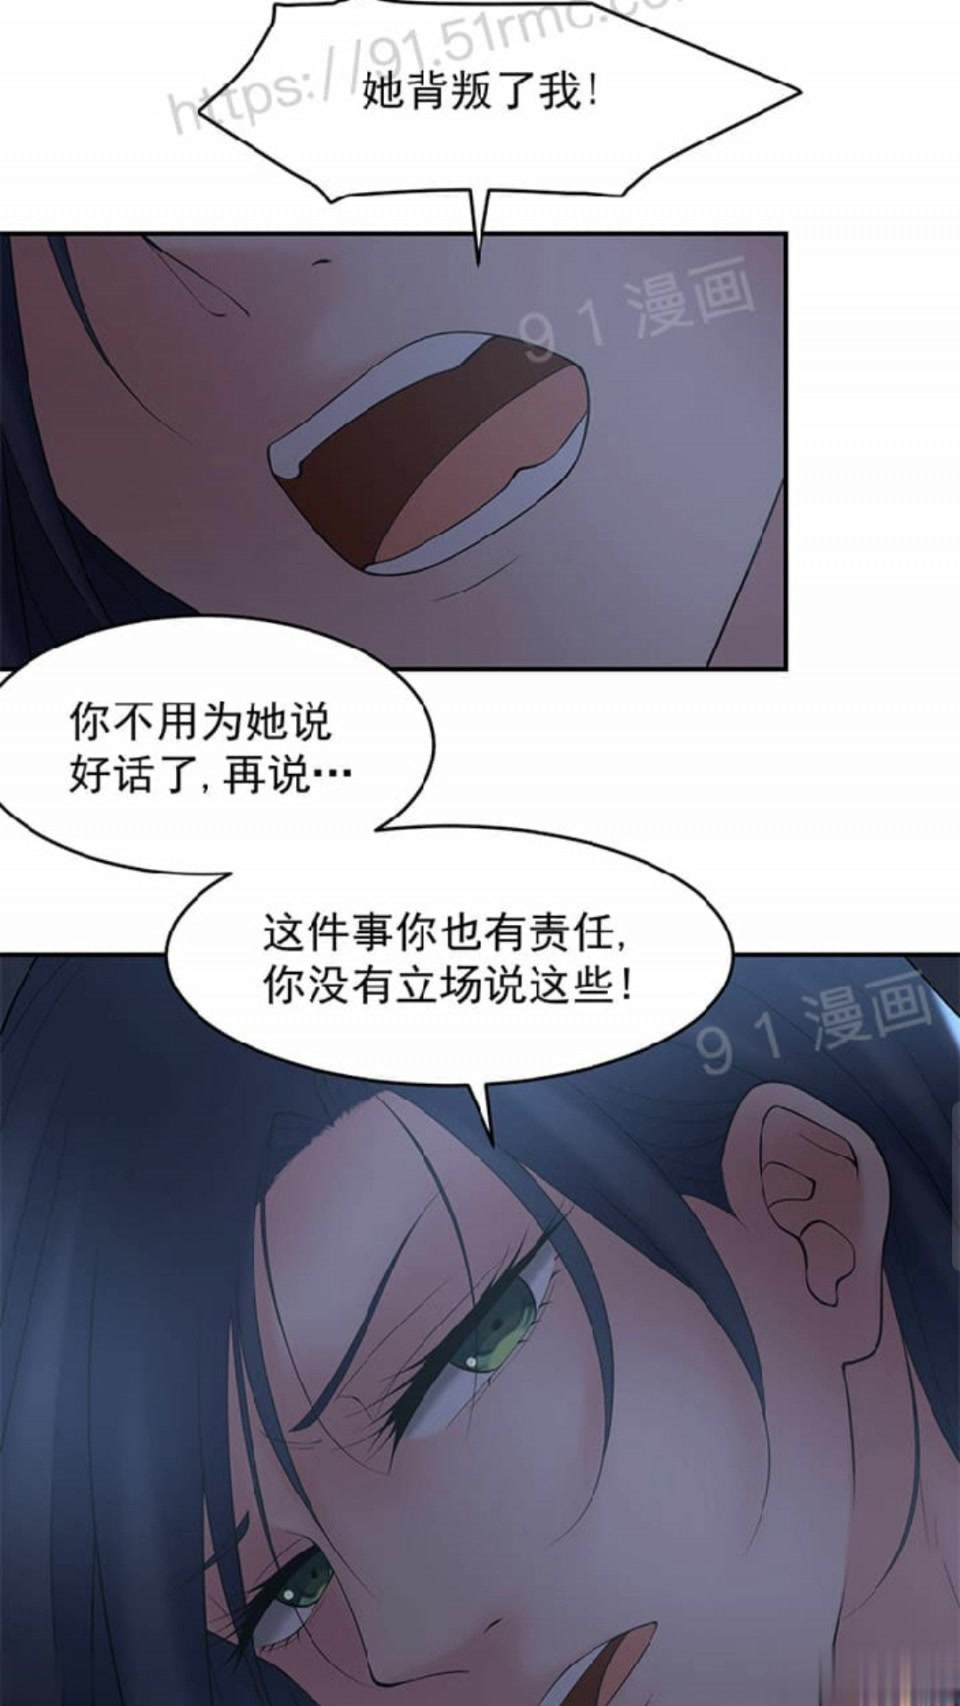 https://91.51rmc.co
她背叛了我!
91漫画
你不用为她说
好话了,再说···
这件事你也有责任,
你没有立场说这些!
91漫画